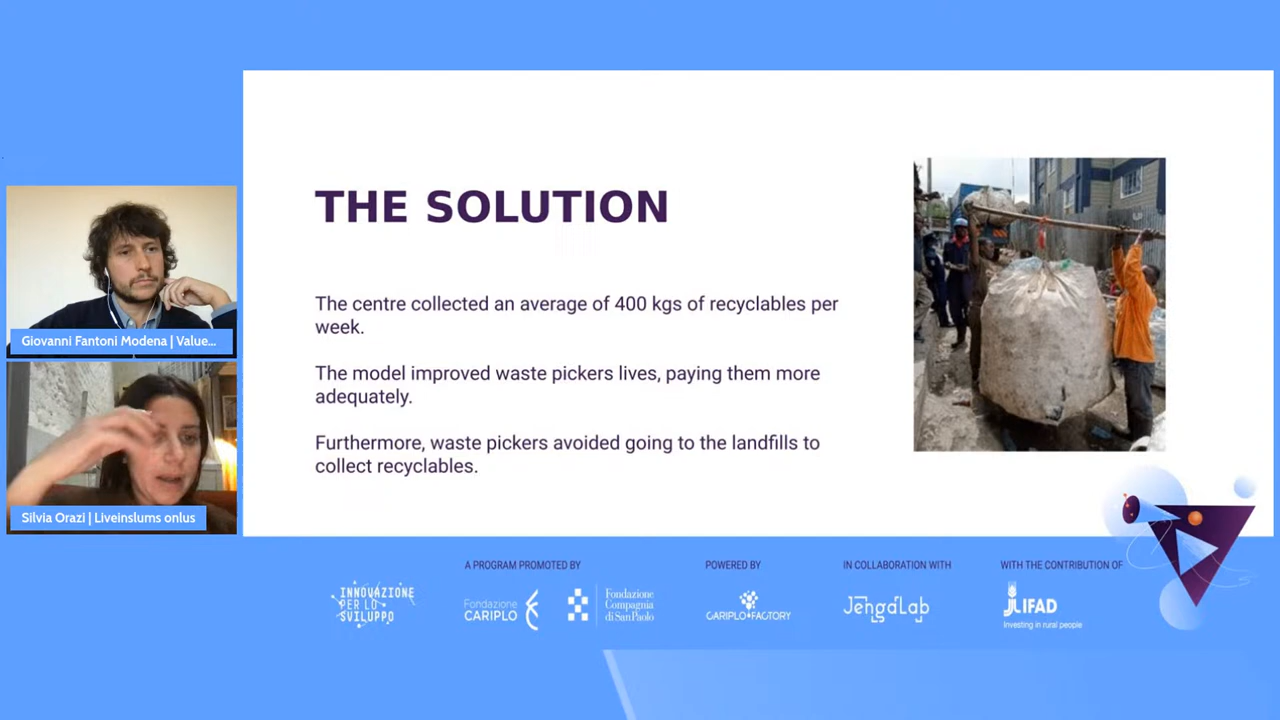 THE SOLUTION
The centre collected an average of 400 kgs of recyclables per
week.
The model improved waste pickers lives, paying them more
adequately.
Furthermore, waste pickers avoided going to the landfills to
collect recyclables.
Giovanni Fantoni Modena | Value...
Silvia Orazi | Liveinslums onlus
A PROGRAM PROMOTED BY
POWERED BY
IN COLLABORATION WITH
WITH THE CONTRIBUTION OF
INNOVAZIONE
PER LO
SVILUPPO
Fondazione
CARIPLO
Fondazione
Compagnia
di San Paolo
CARIPLO FACTORY
JengaLab
IFAD
Investing in rural people